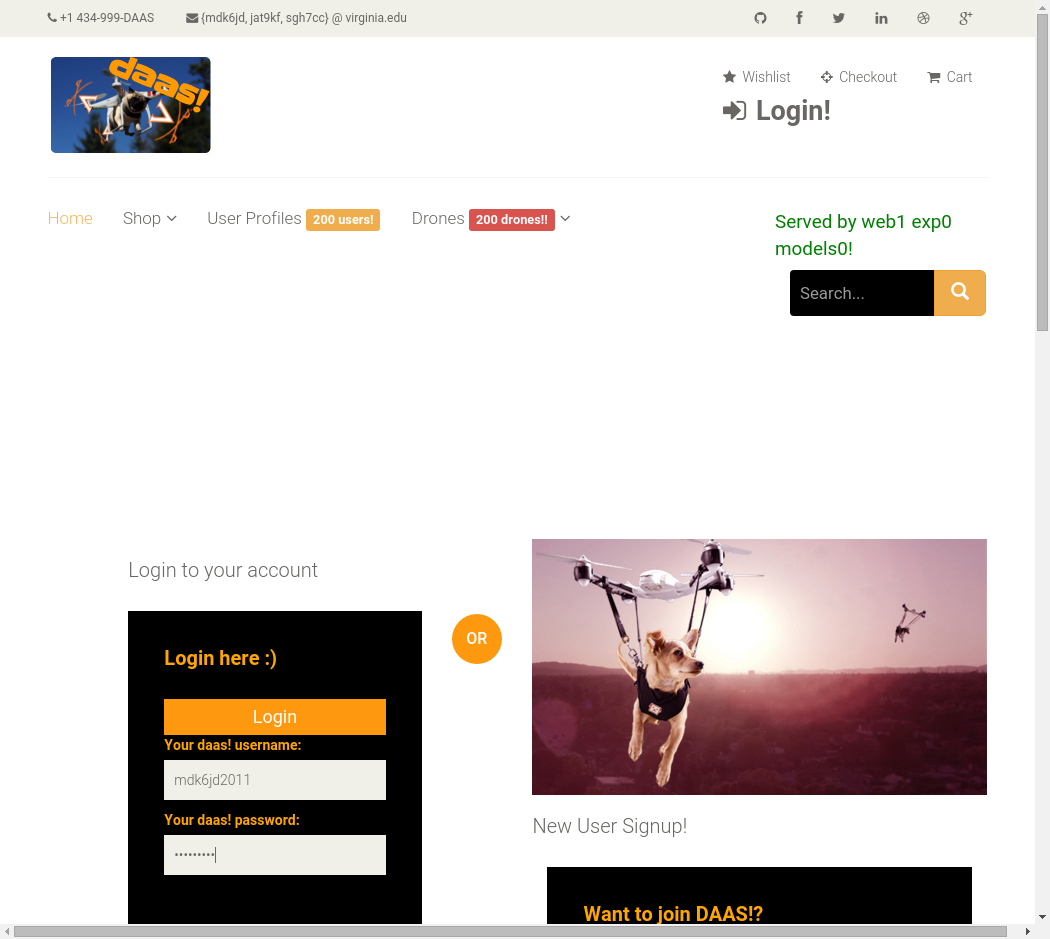 +1 434-999-DAAS {mdk6jd, jat9kf, sgh7cc} @ virginia.edu
daas!
Wishlist Checkout Cart
Login!
Home Shop User Profiles 200 users! Drones 200 drones!!
Served by web1 exp0
models0!
Search...
Login to your account
Login here :)
OR
Login
Your daas! username:
mdk6jd2011
Your daas! password:
•••••••••
New User Signup!
Want to join DAAS!?